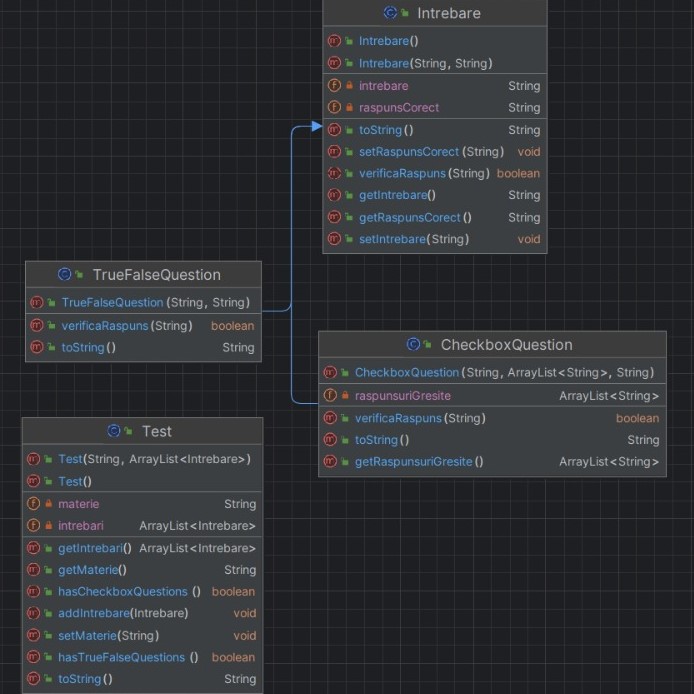 Intrebare
Intrebare()
Intrebare(String, String)
intrebare String
raspunsCorect String
toString() String
setRaspunsCorect(String) void
verificaRaspuns(String) boolean
getIntrebare() String
getRaspunsCorect() String
setIntrebare(String) void
TrueFalseQuestion
TrueFalseQuestion(String, String)
verificaRaspuns(String) boolean
toString() String
CheckboxQuestion
CheckboxQuestion(String, ArrayList<String>, String)
raspunsuriGresite ArrayList<String>
verificaRaspuns(String) boolean
toString() String
getRaspunsuriGresite() ArrayList<String>
Test
Test(String, ArrayList<Intrebare>)
Test()
materie String
intrebari ArrayList<Intrebare>
getIntrebari() ArrayList<Intrebare>
getMaterie() String
hasCheckboxQuestions() boolean
addIntrebare(Intrebare) void
setMaterie(String) void
hasTrueFalseQuestions() boolean
toString() String